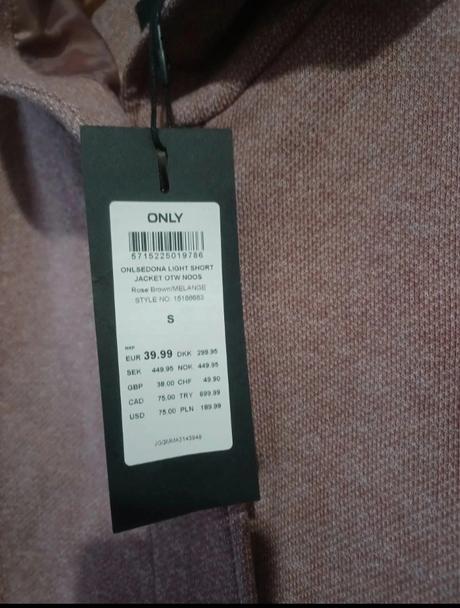 ONLY
5715225019786
ONLSEDONA LIGHT SHORT
JACKET OTW NOOS
Rose Brown/MELANGE
STYLE NO: 15186683
S
RRP
EUR 39.99 DKK 299.95
SEK 449.95 NOK 449.95
GBP 38.00 CHF 49.90
CAD 75.00 TRY 699.99
USD 75.00 PLN 189.99